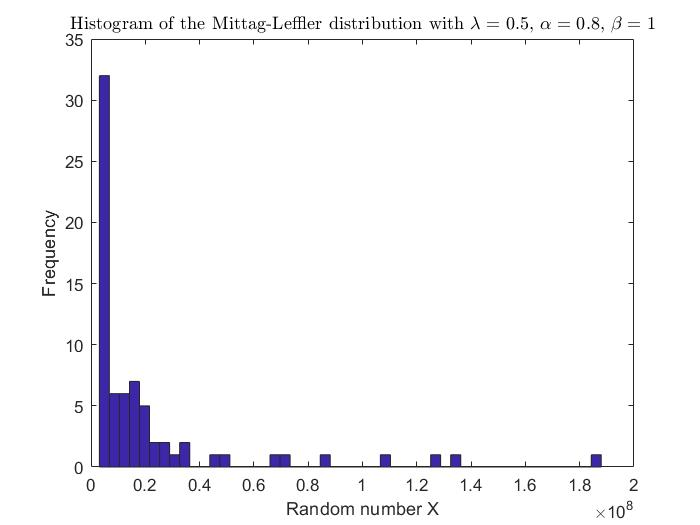 Histogram of the Mittag-Leffler distribution with λ = 0.5, α = 0.8, β = 1
35
30
25
20
15
10
5
0
Frequency
0 0.2 0.4 0.6 0.8 1 1.2 1.4 1.6 1.8 2
Random number X
×10⁸